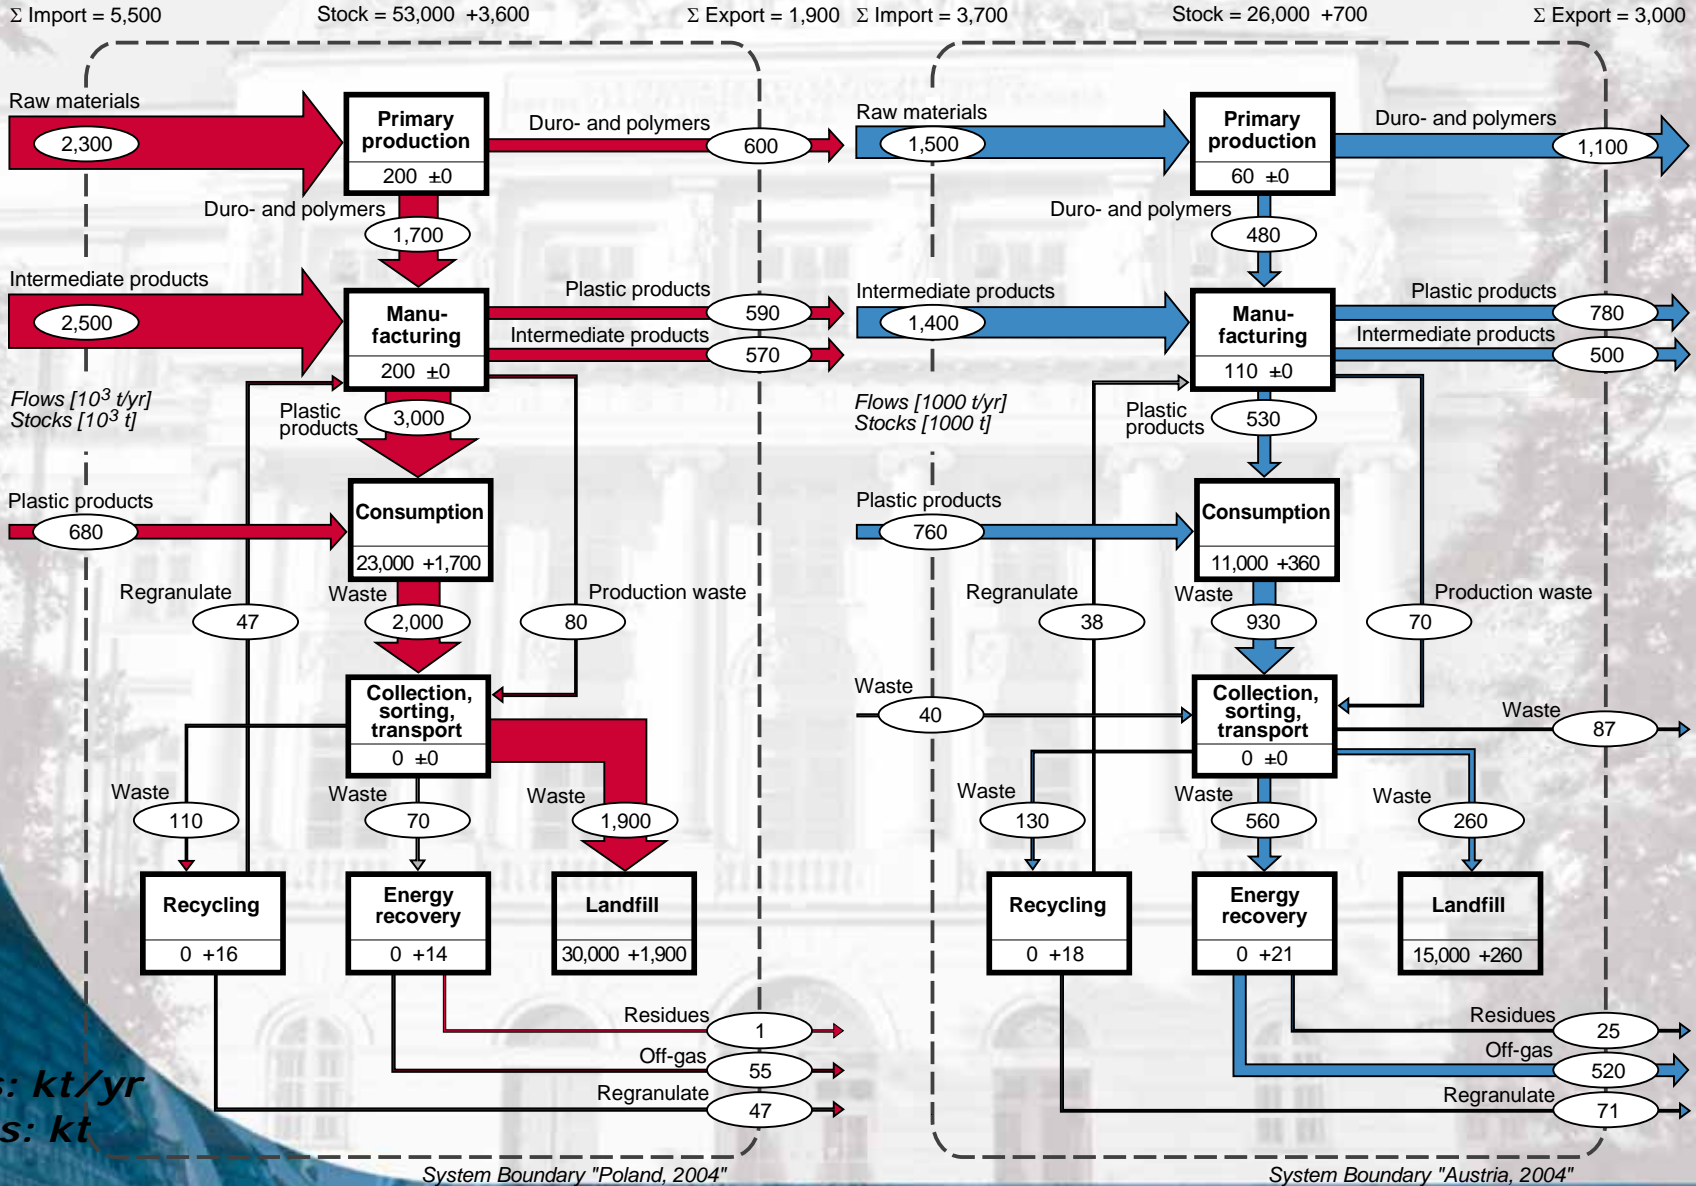 Σ Import = 5,500
Stock = 53,000 +3,600
Σ Export = 1,900
Raw materials
2,300
Primary
production
200 ±0
Duro- and polymers
600
Duro- and polymers
1,700
Intermediate products
2,500
Manu-
facturing
200 ±0
Plastic products
590
Intermediate products
570
Flows [10³ t/yr]
Stocks [10³ t]
Plastic
products
3,000
Plastic products
680
Consumption
23,000 +1,700
Regranulate
47
Waste
2,000
Production waste
80
Collection,
sorting,
transport
0 ±0
Waste
110
Waste
70
Waste
1,900
Recycling
0 +16
Energy
recovery
0 +14
Landfill
30,000 +1,900
Residues
1
Off-gas
55
Regranulate
47
s: kt/yr
s: kt
System Boundary "Poland, 2004"
Σ Import = 3,700
Stock = 26,000 +700
Σ Export = 3,000
Raw materials
1,500
Primary
production
60 ±0
Duro- and polymers
1,100
Duro- and polymers
480
Intermediate products
1,400
Manu-
facturing
110 ±0
Plastic products
780
Intermediate products
500
Flows [1000 t/yr]
Stocks [1000 t]
Plastic
products
530
Plastic products
760
Consumption
11,000 +360
Regranulate
38
Waste
930
Production waste
70
Waste
40
Collection,
sorting,
transport
0 ±0
Waste
87
Waste
130
Waste
560
Waste
260
Recycling
0 +18
Energy
recovery
0 +21
Landfill
15,000 +260
Residues
25
Off-gas
520
Regranulate
71
System Boundary "Austria, 2004"